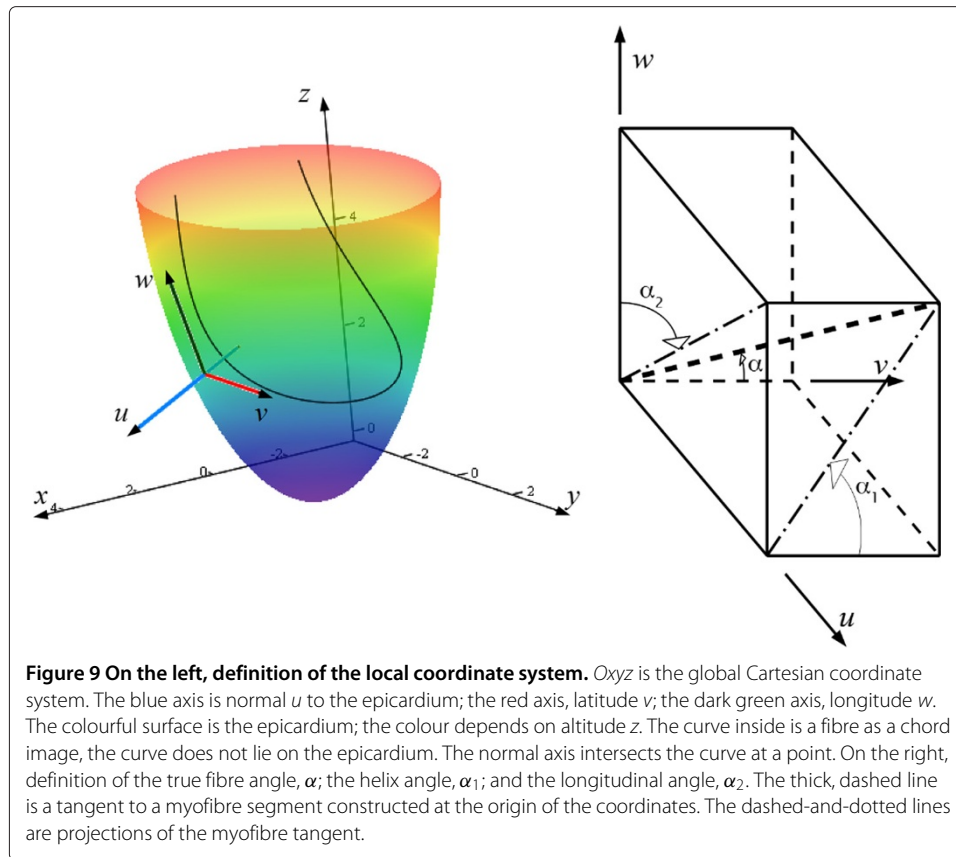 z
4
w
2
u
v
0
-2
0
2
x
4
-2
0
2
y
w
α2
α
v
α1
u
Figure 9 On the left, definition of the local coordinate system. Oxyz is the global Cartesian coordinate
system. The blue axis is normal u to the epicardium; the red axis, latitude v; the dark green axis, longitude w.
The colourful surface is the epicardium; the colour depends on altitude z. The curve inside is a fibre as a chord
image, the curve does not lie on the epicardium. The normal axis intersects the curve at a point. On the right,
definition of the true fibre angle, α; the helix angle, α1; and the longitudinal angle, α2. The thick, dashed line
is a tangent to a myofibre segment constructed at the origin of the coordinates. The dashed-and-dotted lines
are projections of the myofibre tangent.